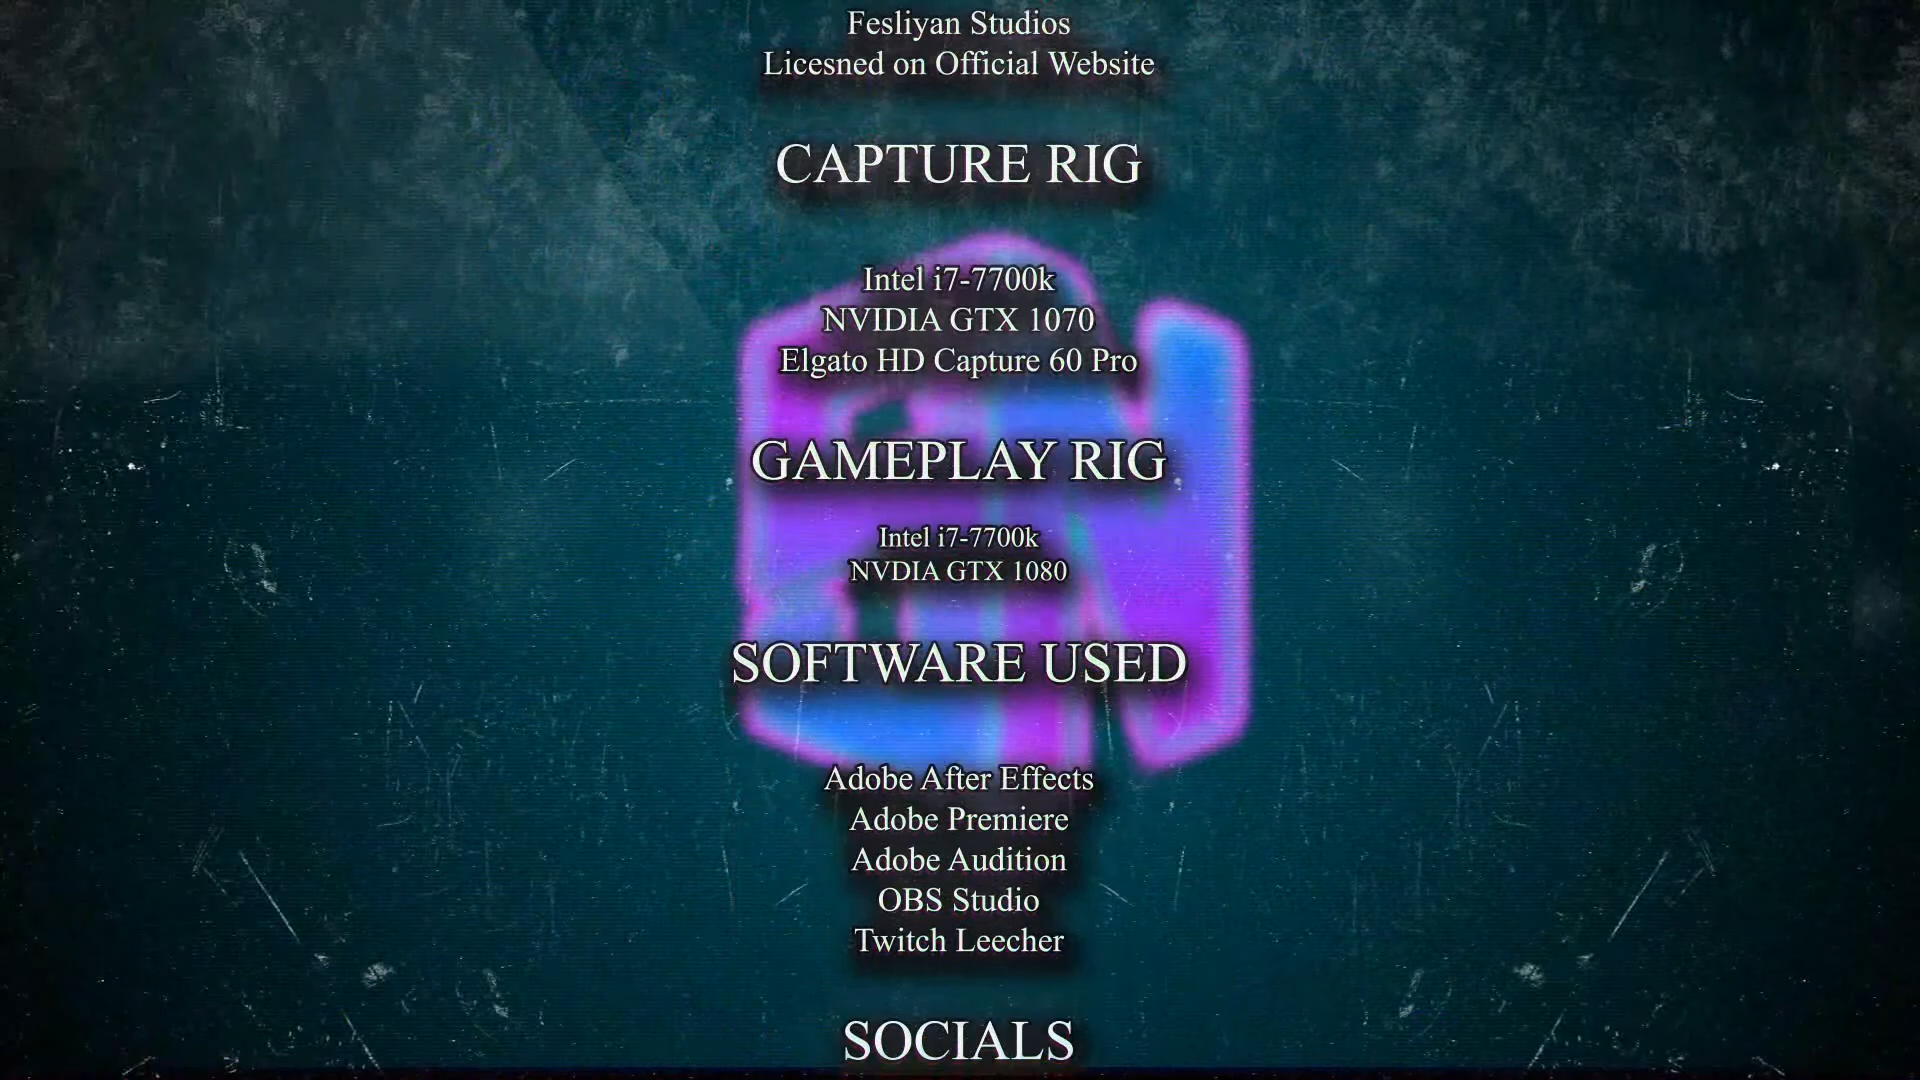 Fesliyan Studios
Licesned on Official Website
CAPTURE RIG
Intel i7-7700k
NVIDIA GTX 1070
Elgato HD Capture 60 Pro
GAMEPLAY RIG
Intel i7-7700k
NVDIA GTX 1080
SOFTWARE USED
Adobe After Effects
Adobe Premiere
Adobe Audition
OBS Studio
Twitch Leecher
SOCIALS